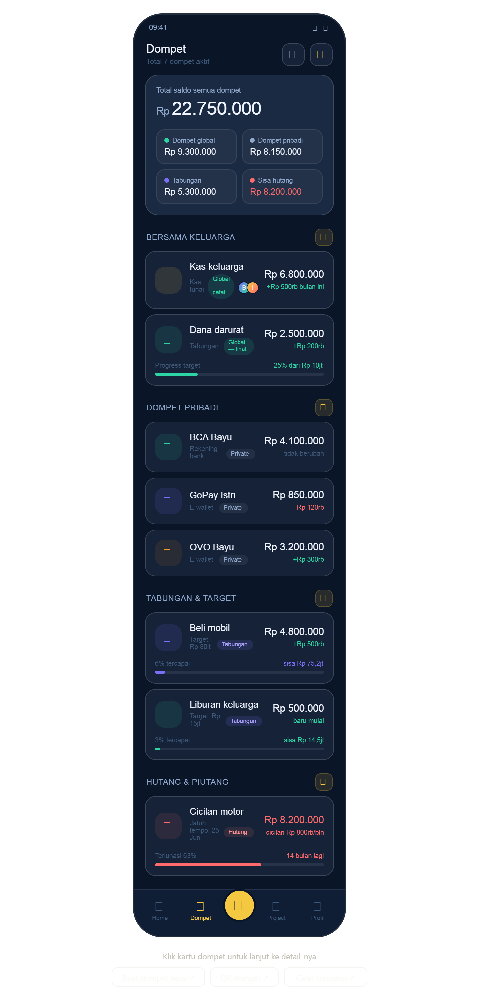 09:41
Dompet
Total 7 dompet aktif
Total saldo semua dompet
Rp 22.750.000
Dompet global
Rp 9.300.000
Dompet pribadi
Rp 8.150.000
Tabungan
Rp 5.300.000
Sisa hutang
Rp 8.200.000
BERSAMA KELUARGA
Kas keluarga
Kas
tunai
Global
—
catat
B
I
Rp 6.800.000
+Rp 500rb bulan ini
Dana darurat
Tabungan
Global
— lihat
Rp 2.500.000
+Rp 200rb
Progress target
25% dari Rp 10jt
DOMPET PRIBADI
BCA Bayu
Rekening
bank
Private
Rp 4.100.000
tidak berubah
GoPay Istri
E-wallet
Private
Rp 850.000
-Rp 120rb
OVO Bayu
E-wallet
Private
Rp 3.200.000
+Rp 300rb
TABUNGAN & TARGET
Beli mobil
Target:
Rp 80jt
Tabungan
Rp 4.800.000
+Rp 500rb
6% tercapai
sisa Rp 75,2jt
Liburan keluarga
Target: Rp
15jt
Tabungan
Rp 500.000
baru mulai
3% tercapai
sisa Rp 14,5jt
HUTANG & PIUTANG
Cicilan motor
Jatuh
tempo: 25
Jun
Hutang
Rp 8.200.000
cicilan Rp 800rb/bln
Terlunasi 63%
14 bulan lagi
Home
Dompet
Project
Profil
Klik kartu dompet untuk lanjut ke detail-nya
Buat dompet baru ↗
QR dompet ↗
Catat transaksi ↗